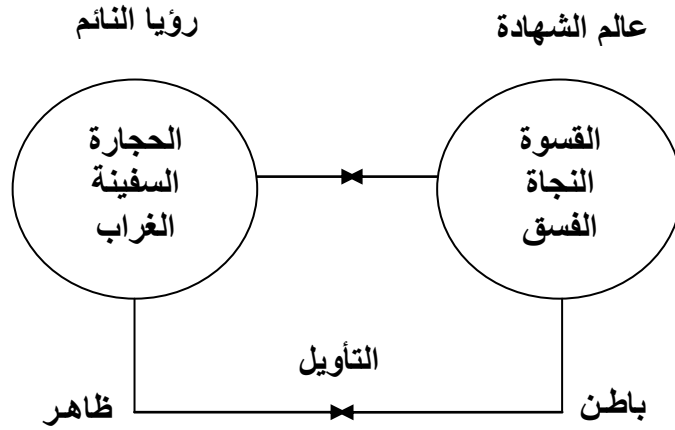 عالم الشهادة
رؤيا النائم
القسوة
النجاة
الفسق
الحجارة
السفينة
الغراب
التأويل
باطن
ظاهر